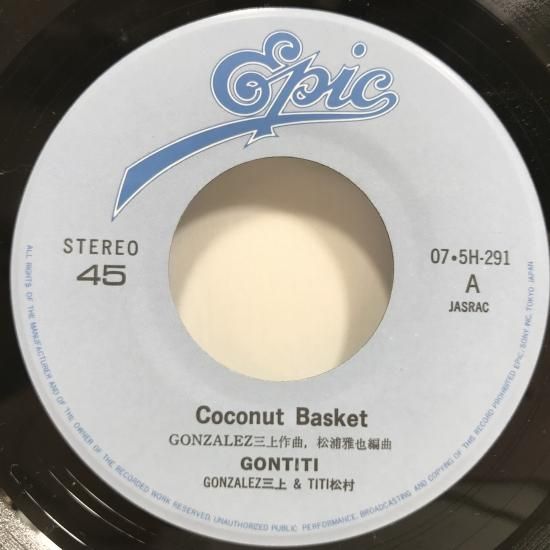 Epic
STEREO
45
07・5H-291
A
JASRAC
Coconut Basket
GONZALEZ三上作曲, 松浦雅也編曲
GONTITI
GONZALEZ三上 & TITI松村
ALL RIGHTS OF THE MANUFACTURER AND OF THE OWNER OF THE RECORDED WORK RESERVED. UNAUTHORIZED PUBLIC PERFORMANCE, BROADCASTING AND COPYING OF THIS RECORD PROHIBITED EPIC/SONY INC. TOKYO JAPAN